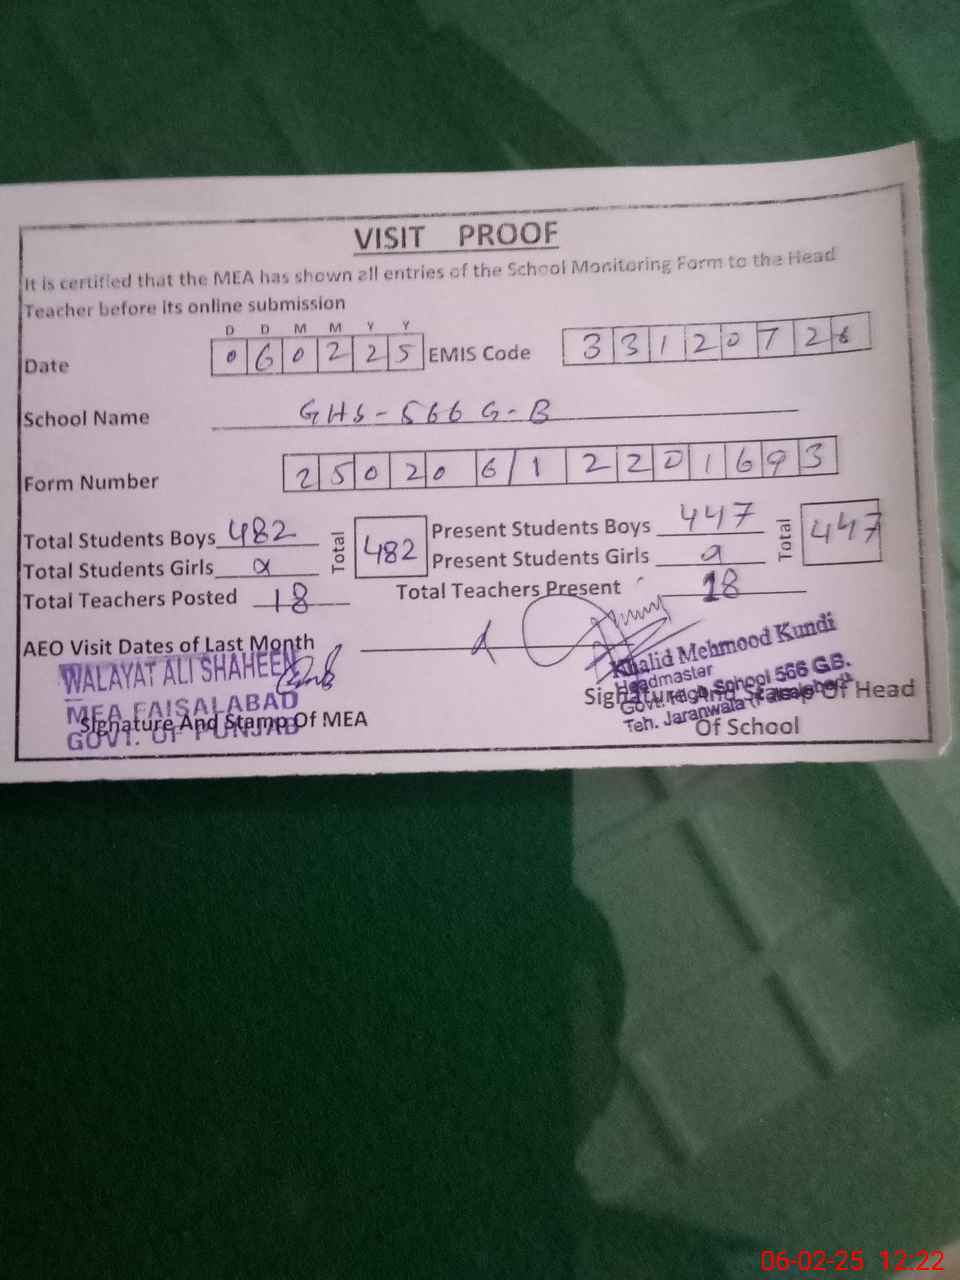 VISIT PROOF
It is certified that the MEA has shown all entries of the School Monitoring Form to the Head
Teacher before its online submission
D D M M Y Y
Date 0 6 0 2 2 5 EMIS Code 3 3 1 2 0 7 2 6
School Name GHS - 566 G-B
Form Number 2 5 0 2 0 6 / 1 2 2 0 1 6 9 3
Total Students Boys 482 Total 482 Present Students Boys 447 Total 447
Total Students Girls Present Students Girls
Total Teachers Posted 18 Total Teachers Present 18
AEO Visit Dates of Last Month
WALAYAT ALI SHAHEEN
MEA FAISALABAD
GOVT. OF PUNJAB
Signature And Stamp Of MEA
Khalid Mehmood Kundi
Headmaster
Govt. High School 566 G.B.
Teh. Jaranwala
Signature And Stamp Of Head
Of School
06-02-25 12:22